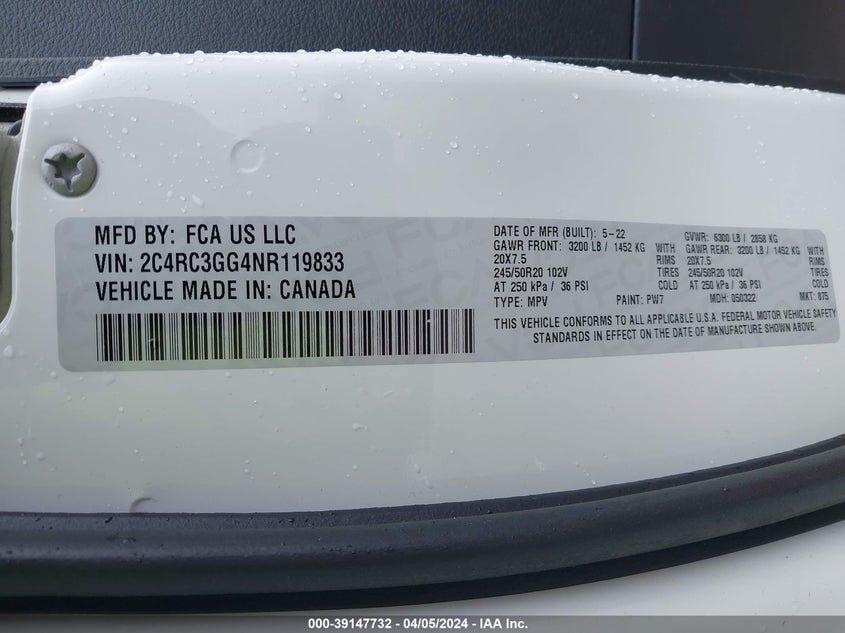 MFD BY: FCA US LLC
VIN: 2C4RC3GG4NR119833
VEHICLE MADE IN: CANADA
DATE OF MFR (BUILT): 5-22 GVWR: 6300 LB / 2858 KG
GAWR FRONT: 3200 LB / 1452 KG WITH GAWR REAR: 3200 LB / 1452 KG WITH
20X7.5 RIMS 20X7.5 RIMS
245/50R20 102V TIRES 245/50R20 102V TIRES
AT 250 kPa / 36 PSI COLD AT 250 kPa / 36 PSI COLD
TYPE: MPV PAINT: PW7 MDH: 050322 MKT: 875
THIS VEHICLE CONFORMS TO ALL APPLICABLE U.S.A. FEDERAL MOTOR VEHICLE SAFETY
STANDARDS IN EFFECT ON THE DATE OF MANUFACTURE SHOWN ABOVE.
000-39147732 - 04/05/2024 - IAA Inc.